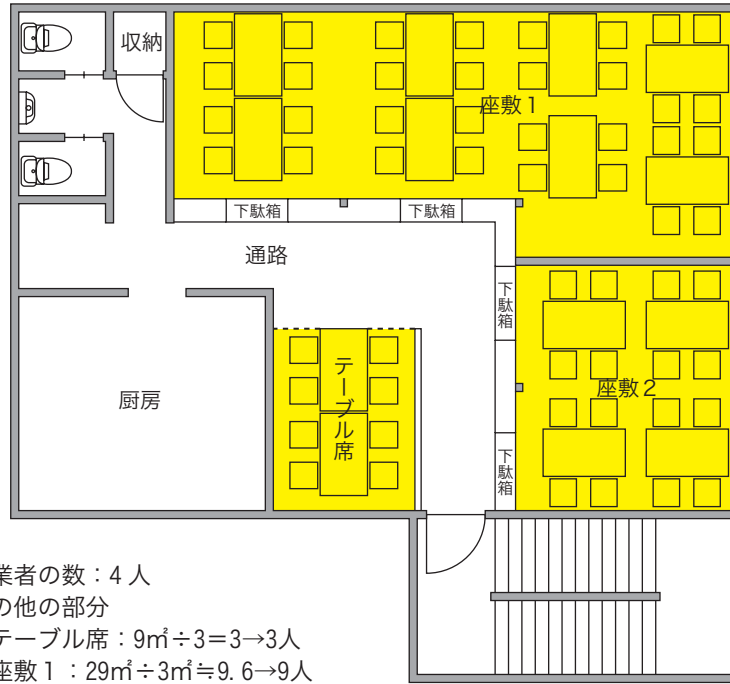 収納
座敷1
下駄箱
下駄箱
通路
下駄箱
テーブル席
厨房
座敷2
下駄箱
業者の数：4人
の他の部分
テーブル席：9㎡÷3＝3→3人
座敷1：29㎡÷3㎡≒9.6→9人